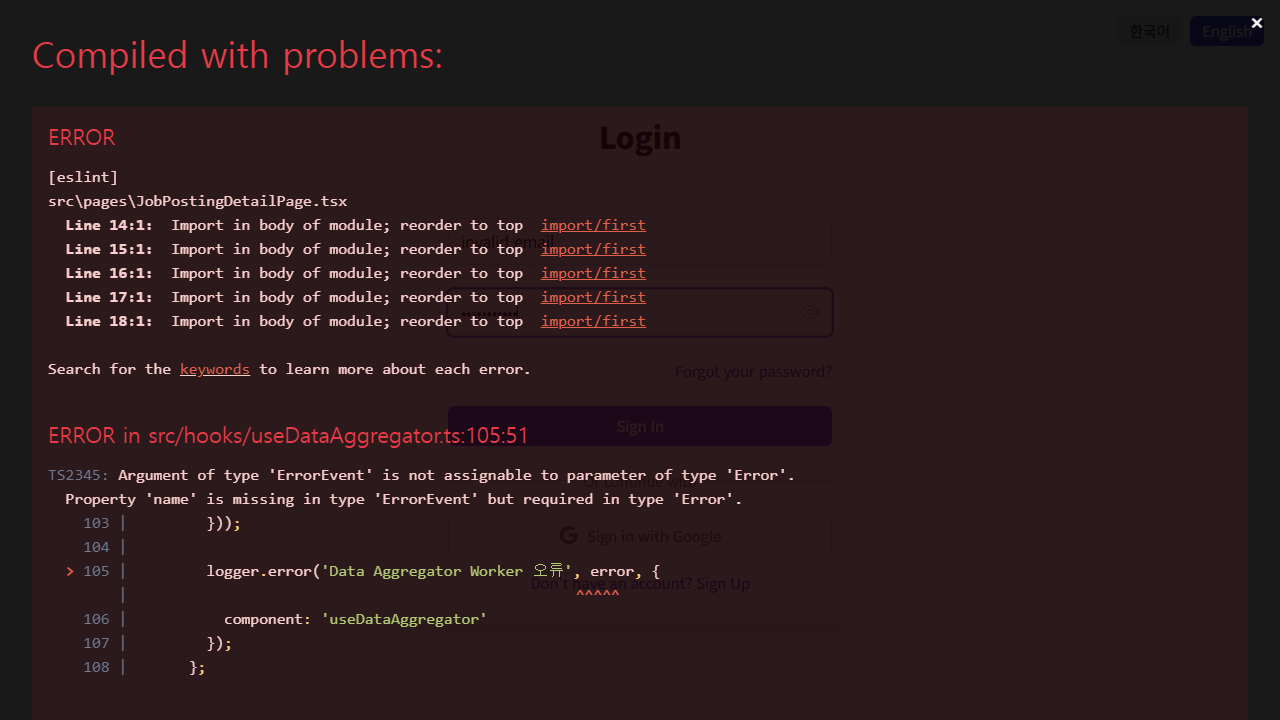 한국어
English
×
Compiled with problems:
ERROR
Login
[eslint]
src\pages\JobPostingDetailPage.tsx
Line 14:1:  Import in body of module; reorder to top  import/first
invalid-email
Line 15:1:  Import in body of module; reorder to top  import/first
Line 16:1:  Import in body of module; reorder to top  import/first
Line 17:1:  Import in body of module; reorder to top  import/first
Line 18:1:  Import in body of module; reorder to top  import/first
Search for the keywords to learn more about each error.
Forgot your password?
Sign In
ERROR in src/hooks/useDataAggregator.ts:105:51
TS2345: Argument of type 'ErrorEvent' is not assignable to parameter of type 'Error'.
Or continue with
Property 'name' is missing in type 'ErrorEvent' but required in type 'Error'.
103 |         }));
Sign in with Google
104 |
> 105 |         logger.error('Data Aggregator Worker 오류', error, {
Don't have an account? Sign Up
|                                                   ^^^^^
106 |           component: 'useDataAggregator'
107 |         });
108 |       };